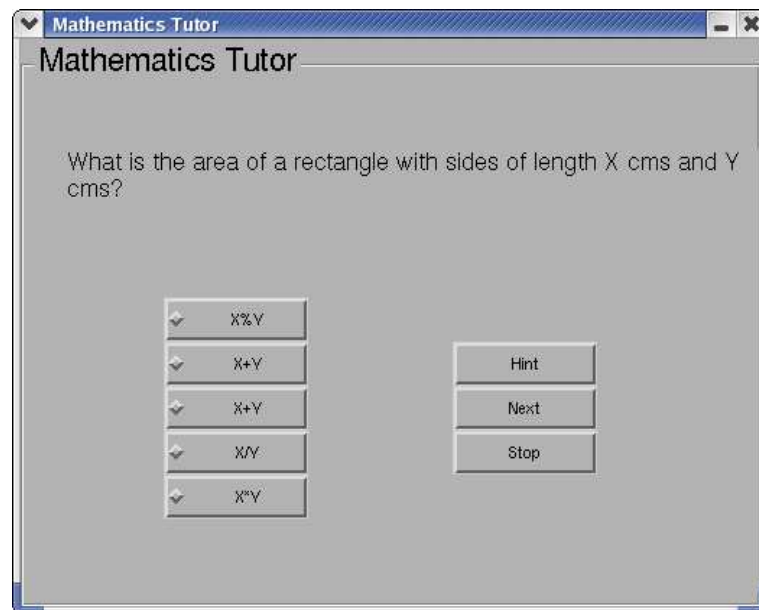 Mathematics Tutor
Mathematics Tutor
What is the area of a rectangle with sides of length X cms and Y
cms?
X%Y
X+Y
X+Y
X/Y
X*Y
Hint
Next
Stop